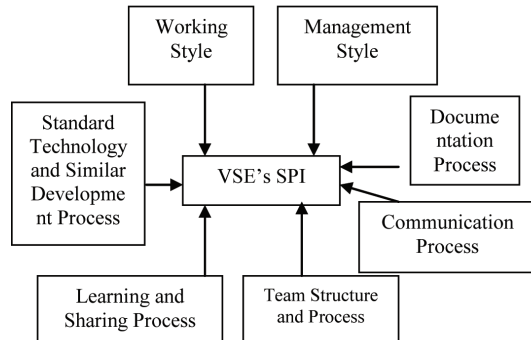 Working
Style
Management
Style
Standard
Technology
and Similar
Developme
nt Process
VSE's SPI
Docume
ntation
Process
Communication
Process
Learning and
Sharing Process
Team Structure
and Process